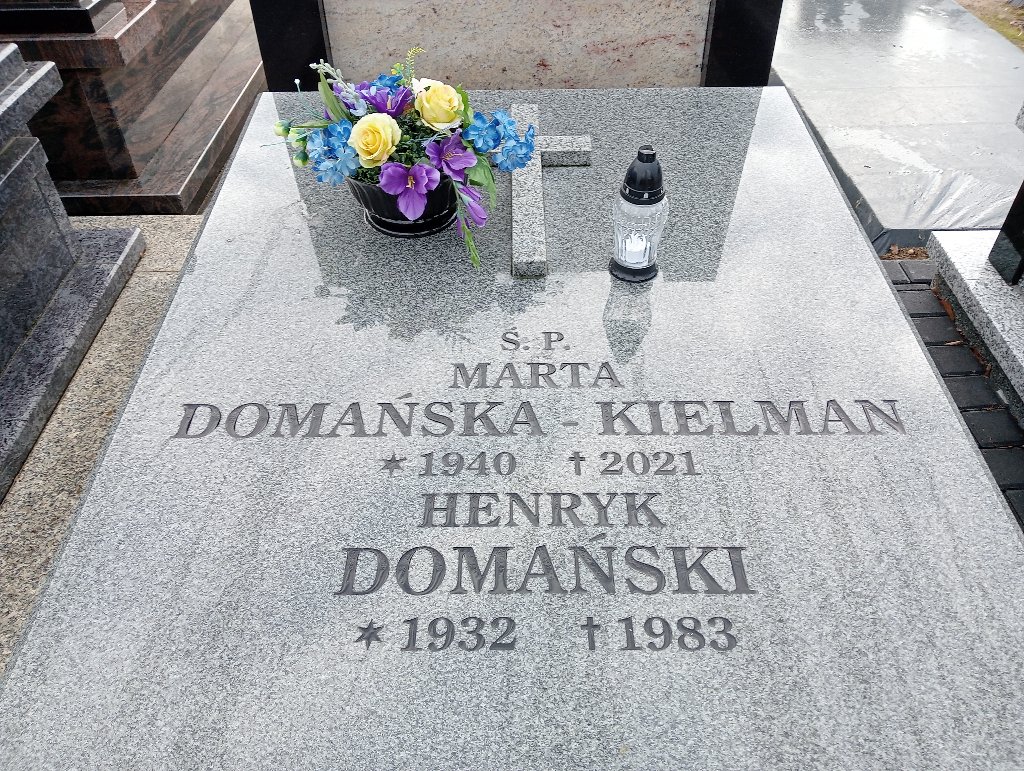 Ś. P.
MARTA
DOMAŃSKA - KIELMAN
* 1940 † 2021
HENRYK
DOMAŃSKI
* 1932 † 1983